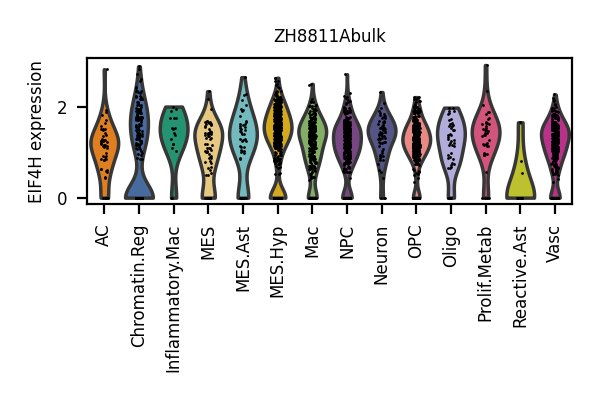 ZH8811Abulk
EIF4H expression
2
0
AC
Chromatin.Reg
Inflammatory.Mac
MES
MES.Ast
MES.Hyp
Mac
NPC
Neuron
OPC
Oligo
Prolif.Metab
Reactive.Ast
Vasc